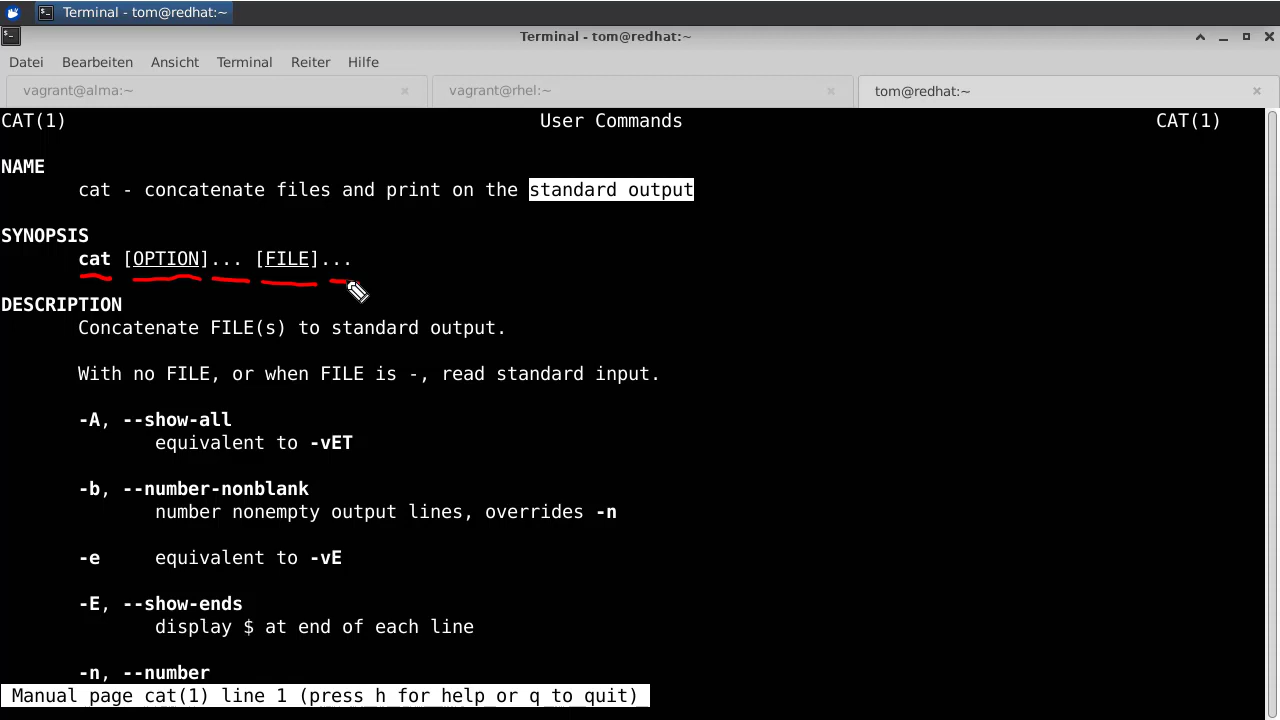 Terminal - tom@redhat:~
Terminal - tom@redhat:~
Datei Bearbeiten Ansicht Terminal Reiter Hilfe
vagrant@alma:~ vagrant@rhel:~ tom@redhat:~
CAT(1) User Commands CAT(1)
NAME
cat - concatenate files and print on the standard output
SYNOPSIS
cat [OPTION]... [FILE]...
DESCRIPTION
Concatenate FILE(s) to standard output.
With no FILE, or when FILE is -, read standard input.
-A, --show-all
equivalent to -vET
-b, --number-nonblank
number nonempty output lines, overrides -n
-e equivalent to -vE
-E, --show-ends
display $ at end of each line
-n, --number
Manual page cat(1) line 1 (press h for help or q to quit)